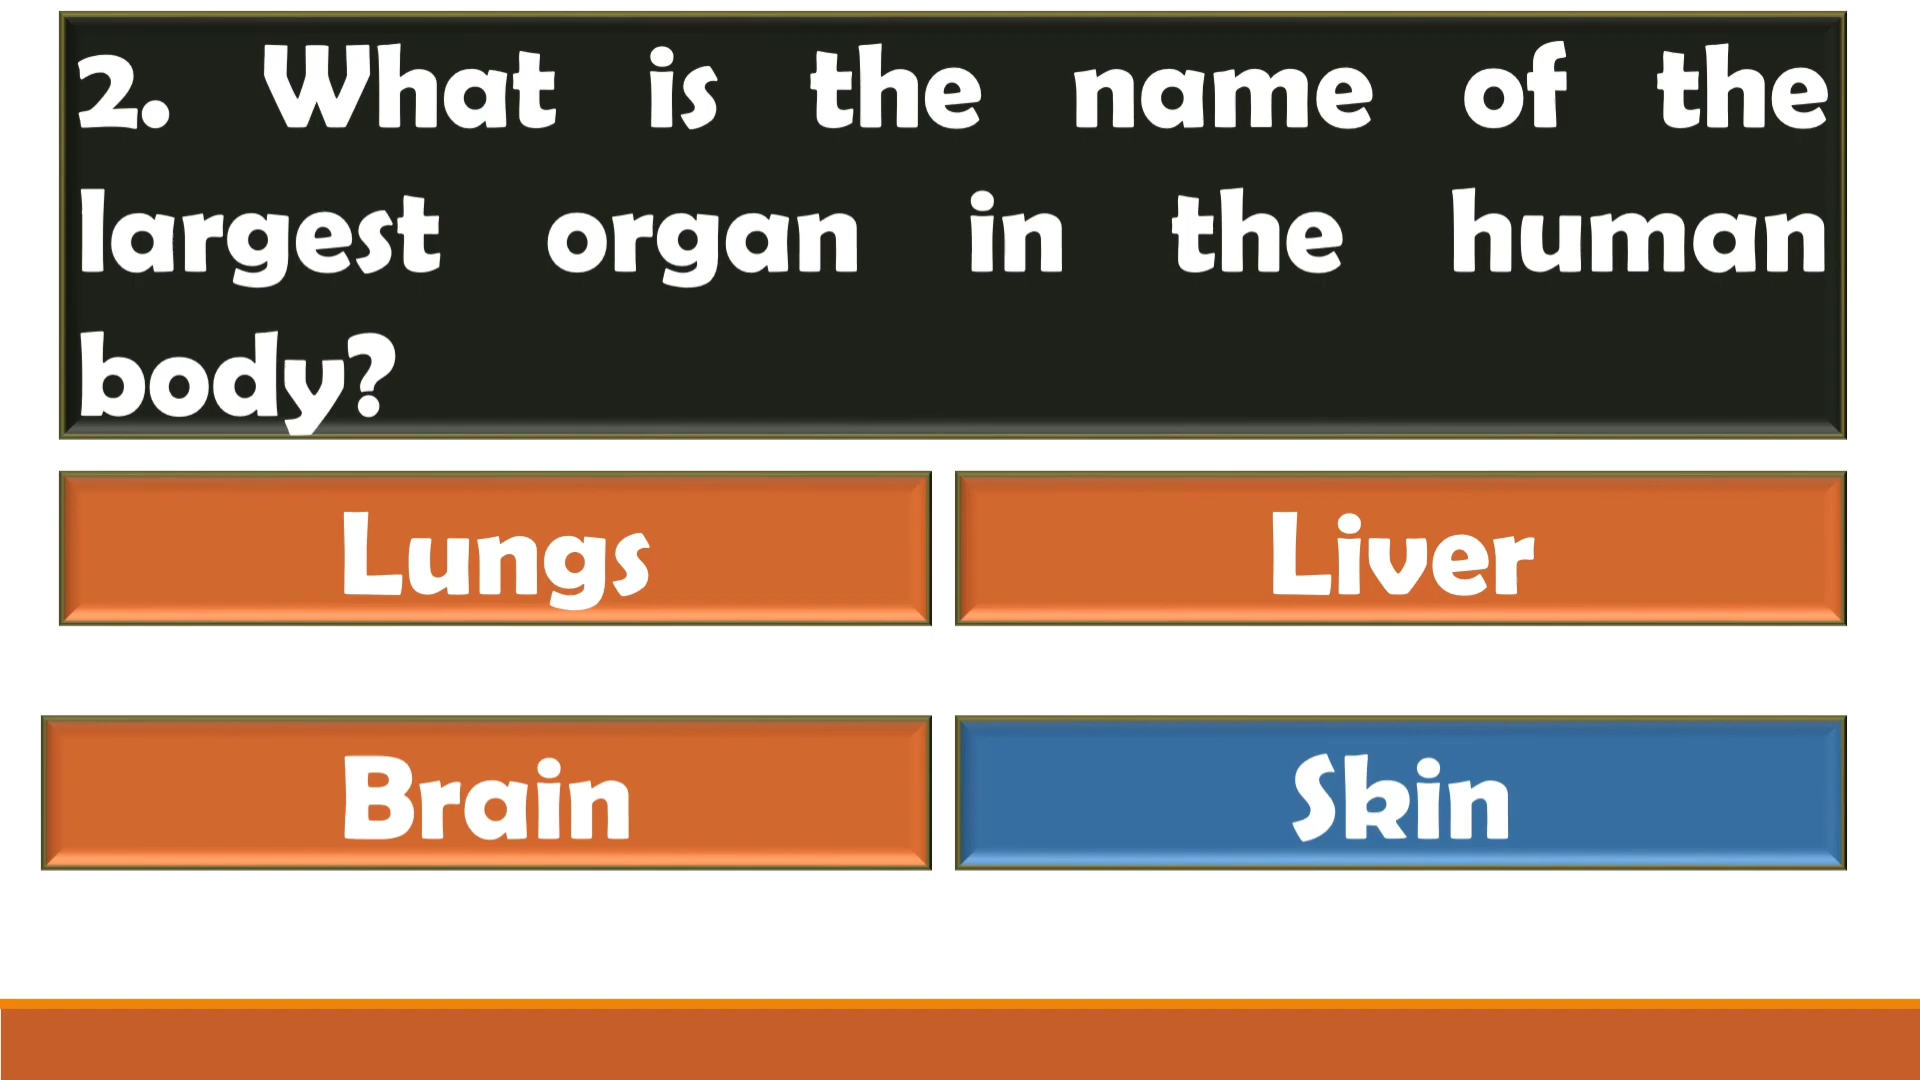 2. What is the name of the
largest organ in the human
body?
Lungs
Liver
Brain
Skin